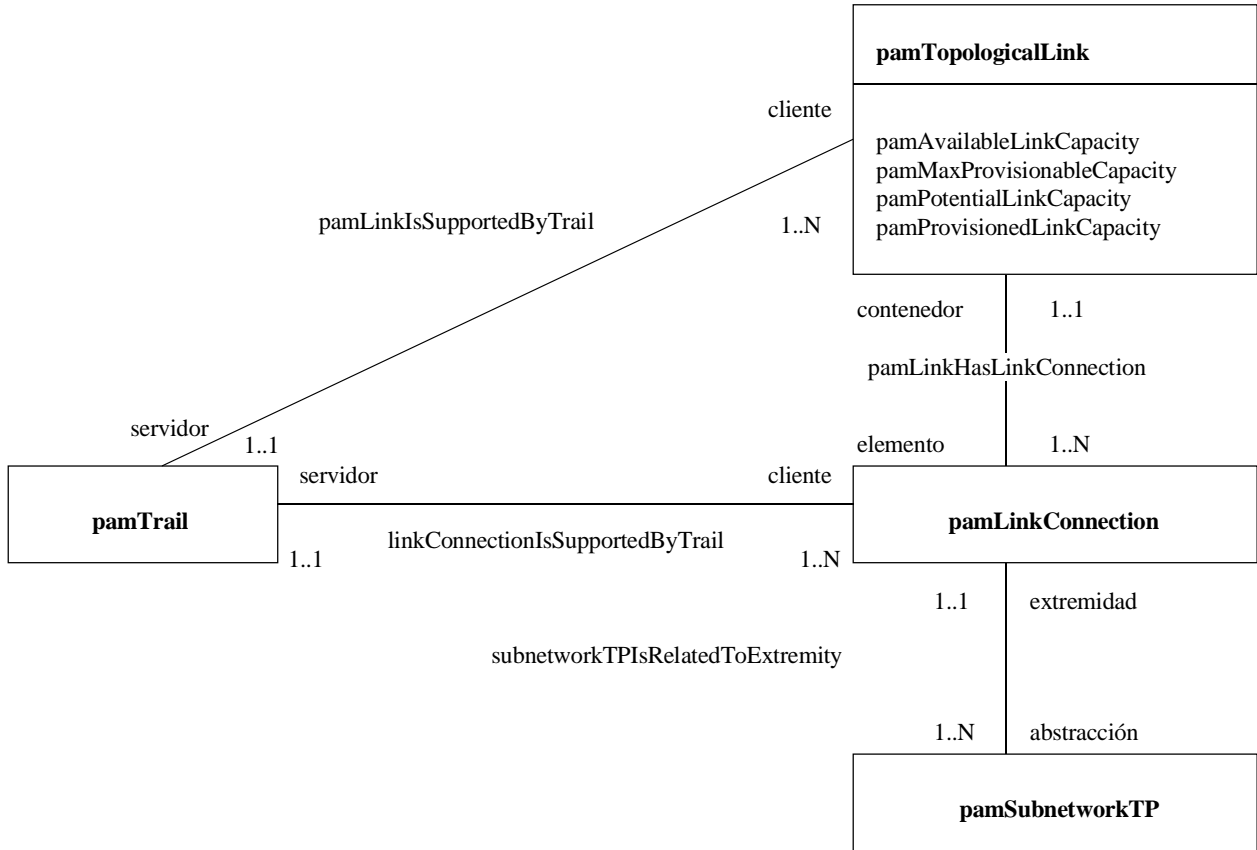 pamTopologicalLink
cliente
pamAvailableLinkCapacity
pamMaxProvisionableCapacity
pamPotentialLinkCapacity
pamProvisionedLinkCapacity
pamLinkIsSupportedByTrail
1..N
contenedor
1..1
pamLinkHasLinkConnection
servidor
1..1
elemento
1..N
servidor
cliente
pamTrail
pamLinkConnection
linkConnectionIsSupportedByTrail
1..1
1..N
1..1
extremidad
subnetworkTPIsRelatedToExtremity
1..N
abstracción
pamSubnetworkTP